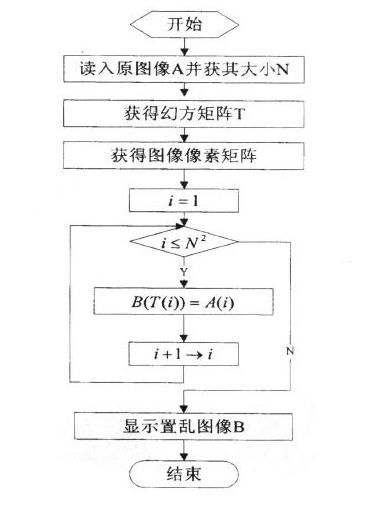 开始
读入原图像A并获其大小N
获得幻方矩阵T
获得图像像素矩阵
i = 1
i ≤ N²
Y
B(T(i)) = A(i)
i+1→i
N
显示置乱图像B
结束